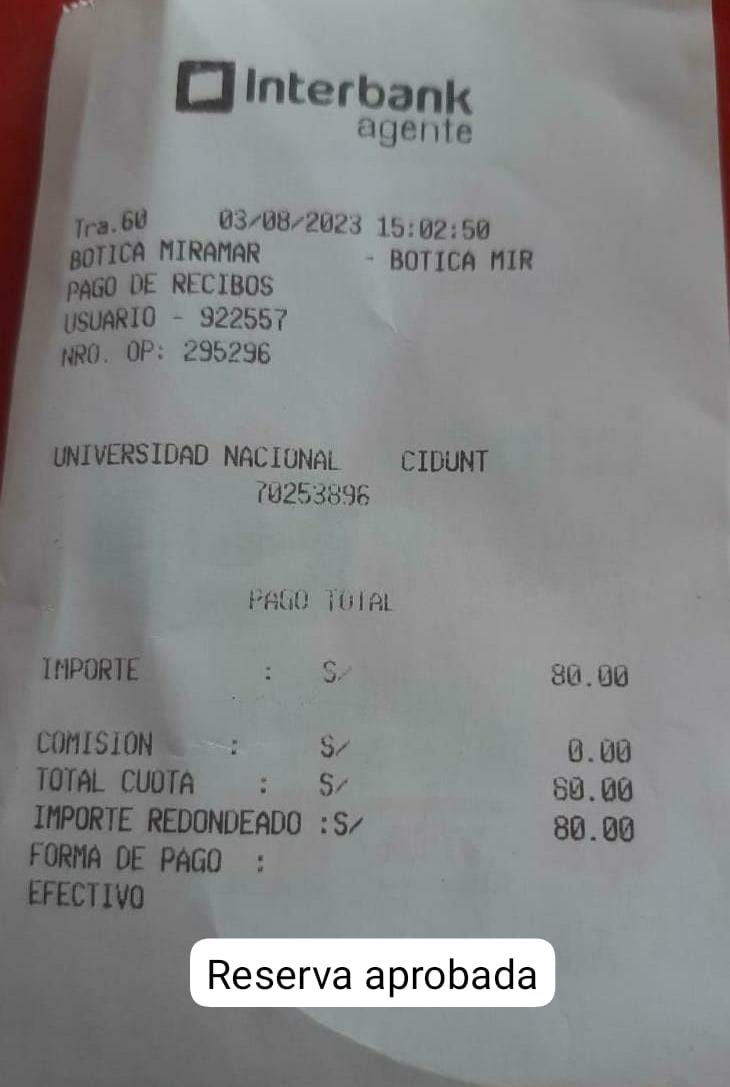 Interbank
agente
Tra.60 03/08/2023 15:02:50
BOTICA MIRAMAR - BOTICA MIR
PAGO DE RECIBOS
USUARIO - 922557
NRO. OP: 295296
UNIVERSIDAD NACIONAL CIDUNT
70253896
PAGO TOTAL
IMPORTE : S/ 80.00
COMISION : S/ 0.00
TOTAL CUOTA : S/ 80.00
IMPORTE REDONDEADO :S/ 80.00
FORMA DE PAGO :
EFECTIVO
Reserva aprobada